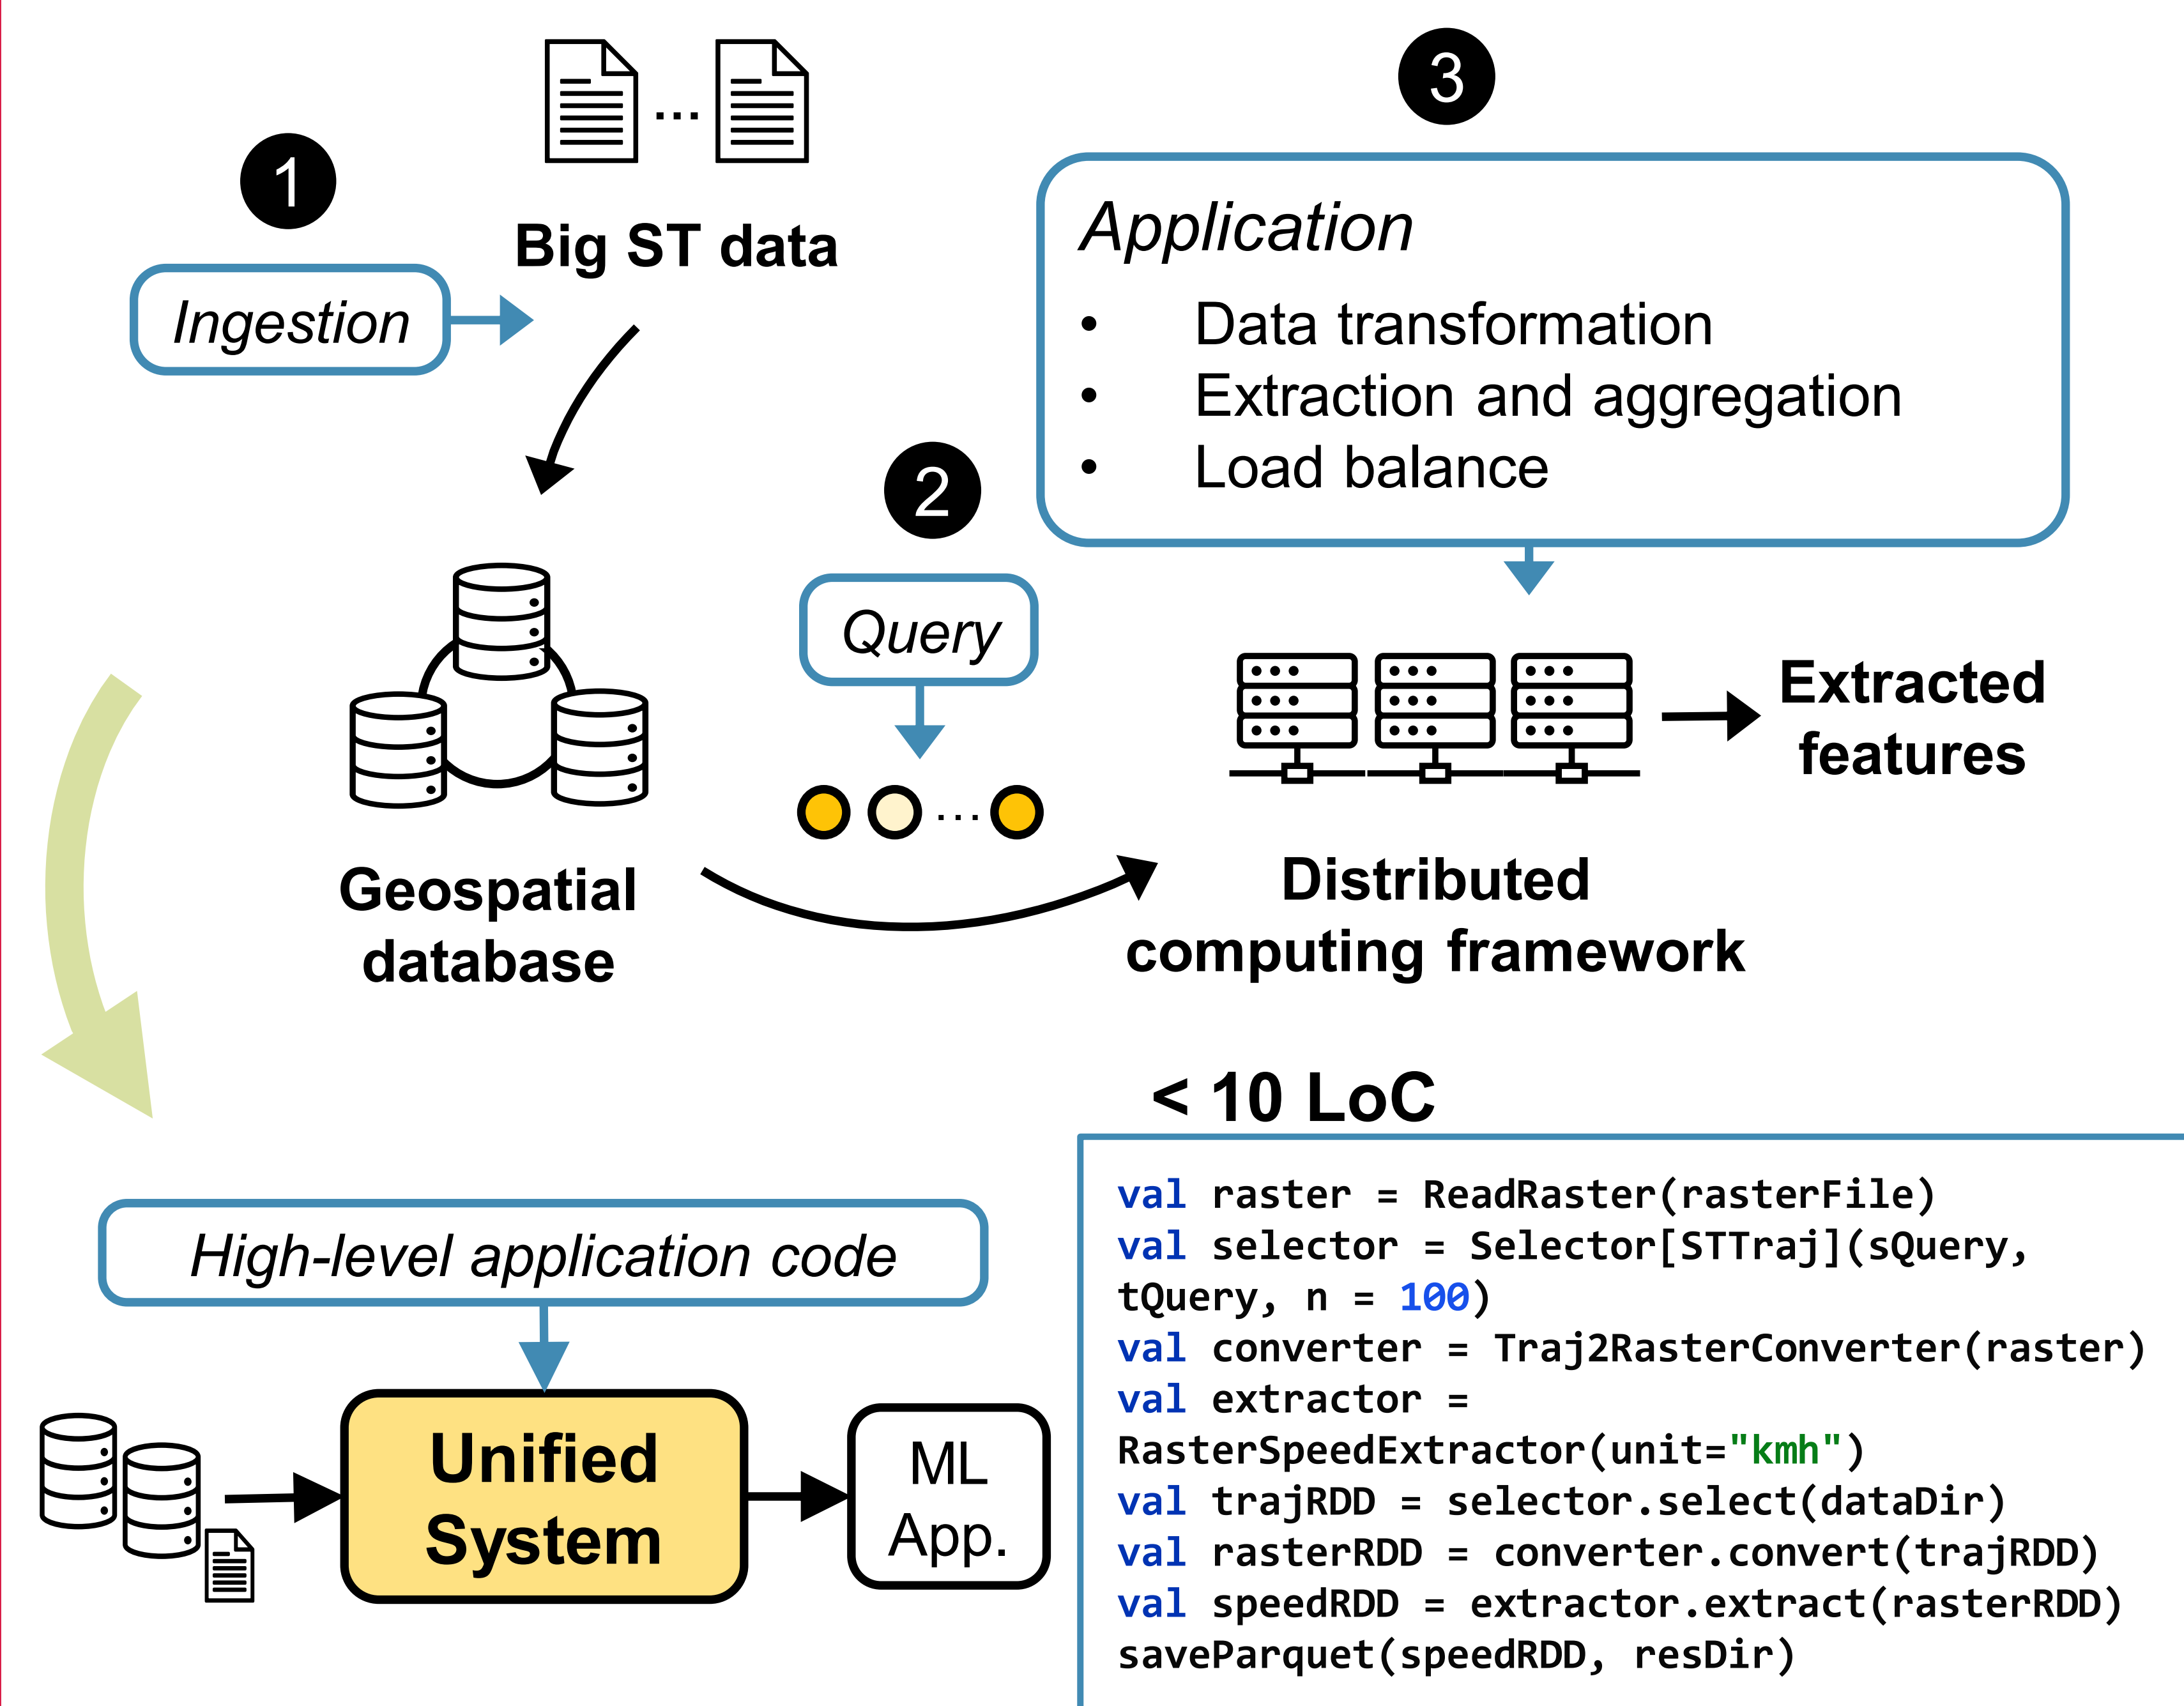 1
Ingestion
...
Big ST data
3
Application
• Data transformation
• Extraction and aggregation
• Load balance
2
Query
...
Geospatial
database
Distributed
computing framework
Extracted
features
< 10 LoC
High-level application code
Unified
System
ML
App.
val raster = ReadRaster(rasterFile)
val selector = Selector[STTraj](sQuery,
tQuery, n = 100)
val converter = Traj2RasterConverter(raster)
val extractor =
RasterSpeedExtractor(unit="kmh")
val trajRDD = selector.select(dataDir)
val rasterRDD = converter.convert(trajRDD)
val speedRDD = extractor.extract(rasterRDD)
saveParquet(speedRDD, resDir)